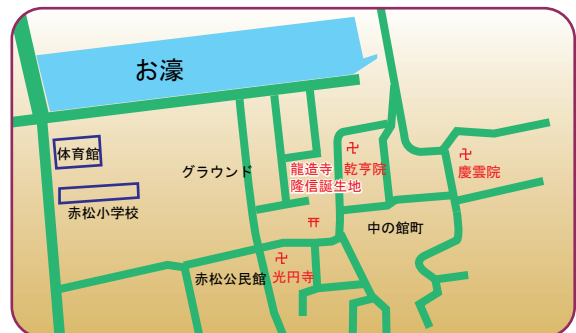 お濠
体育館
グラウンド
龍造寺
隆信誕生地
乾亨院
慶雲院
赤松小学校
中の館町
赤松公民館
光円寺